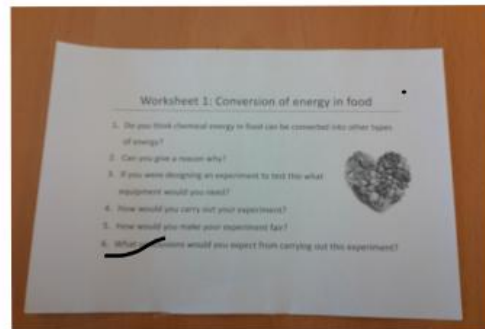 Worksheet 1: Conversion of energy in food
1. Do you think chemical energy in food can be converted into other types
of energy?
2. Can you give a reason why?
3. If you were designing an experiment to test this what
equipment would you need?
4. How would you carry out your experiment?
5. How would you make your experiment fair?
6. What would you expect from carrying out this experiment?